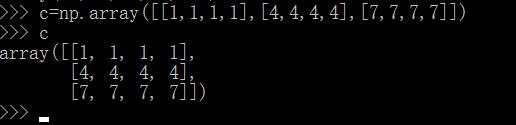 >>> c=np.array([[1,1,1,1],[4,4,4,4],[7,7,7,7]])
>>> c
array([[1, 1, 1, 1],
       [4, 4, 4, 4],
       [7, 7, 7, 7]])
>>>